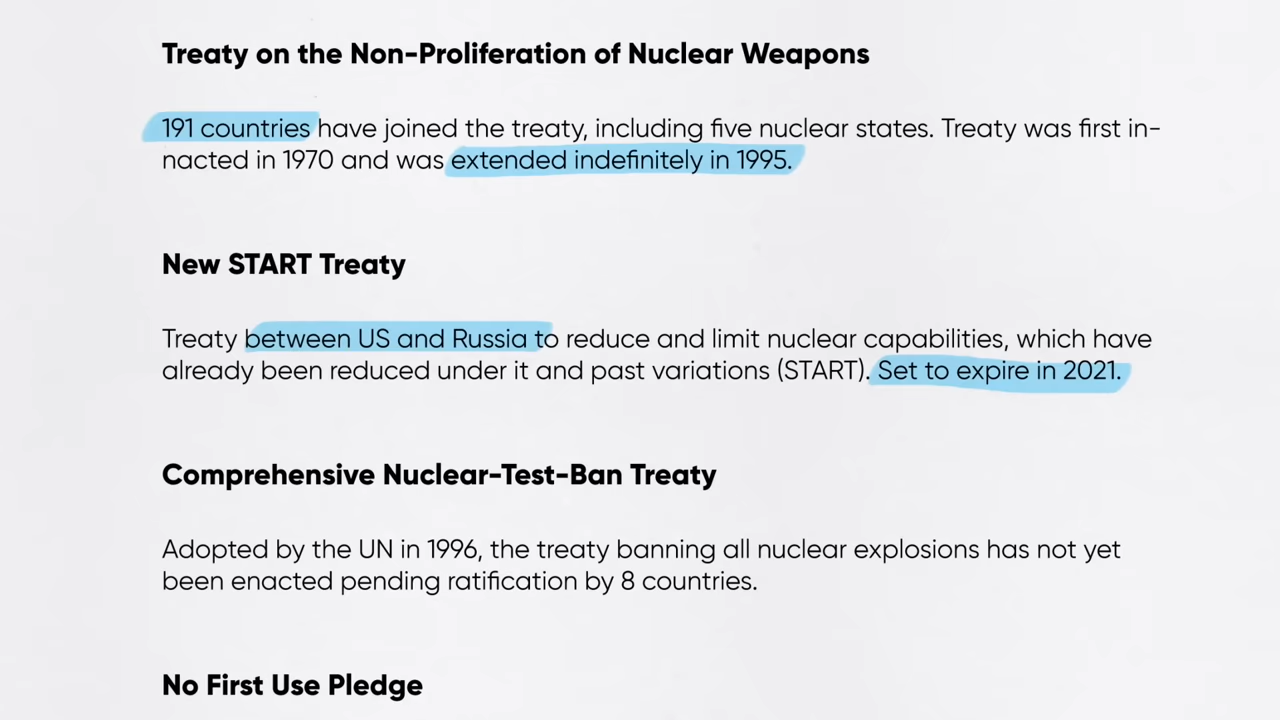 Treaty on the Non-Proliferation of Nuclear Weapons
191 countries have joined the treaty, including five nuclear states. Treaty was first in-
nacted in 1970 and was extended indefinitely in 1995.
New START Treaty
Treaty between US and Russia to reduce and limit nuclear capabilities, which have
already been reduced under it and past variations (START). Set to expire in 2021.
Comprehensive Nuclear-Test-Ban Treaty
Adopted by the UN in 1996, the treaty banning all nuclear explosions has not yet
been enacted pending ratification by 8 countries.
No First Use Pledge